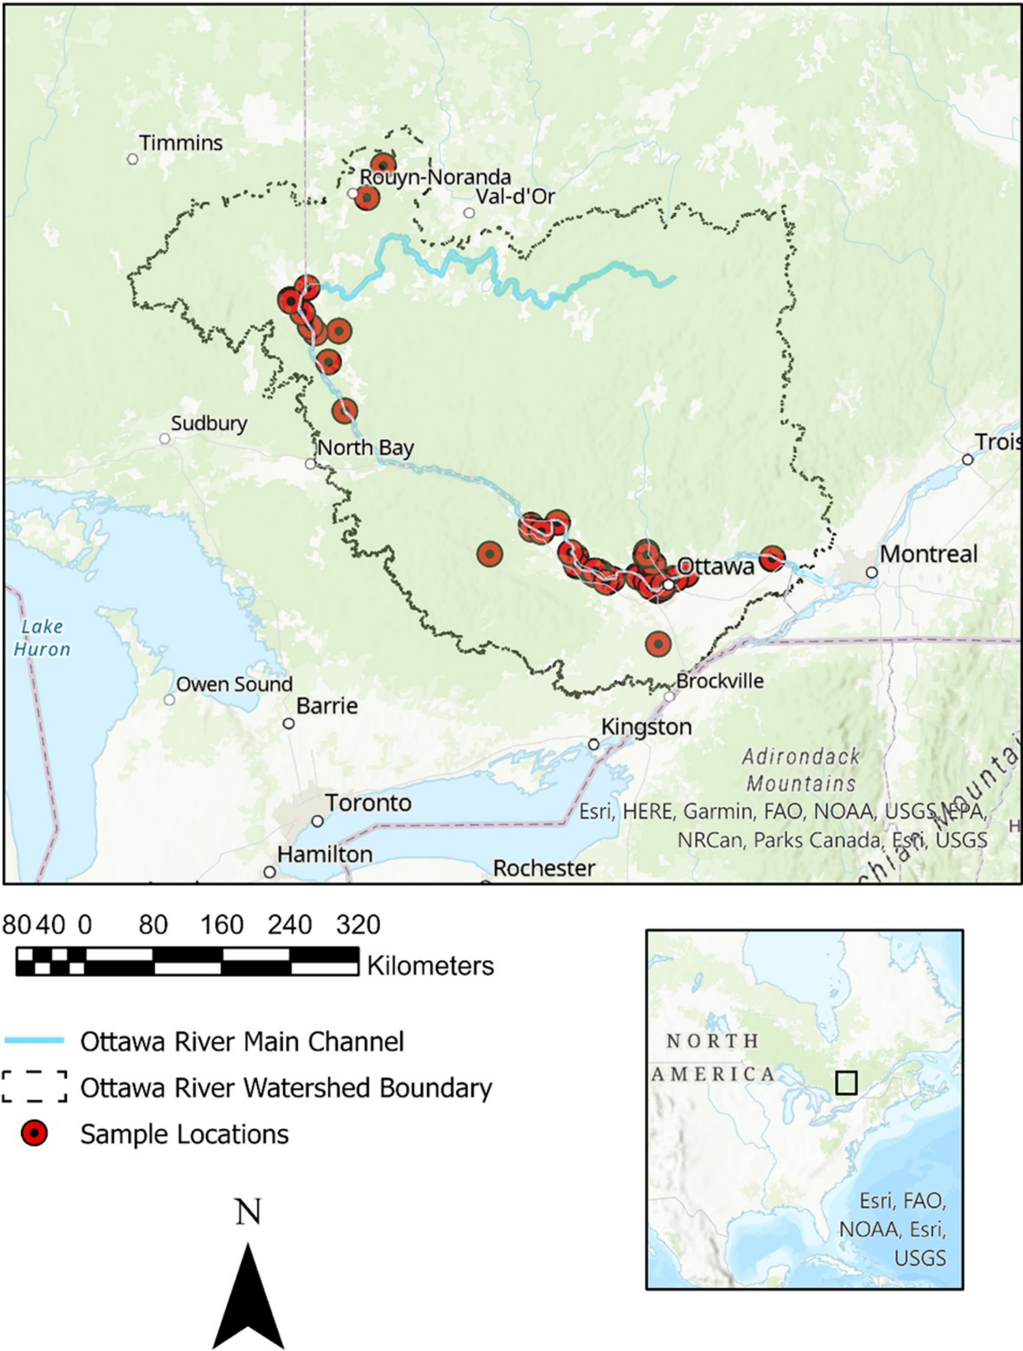 Timmins
Rouyn-Noranda
Val-d'Or
Sudbury
North Bay
Trois
Ottawa
Montreal
Lake
Huron
Owen Sound
Brockville
Barrie
Kingston
Adirondack
Mountains
Toronto
Esri, HERE, Garmin, FAO, NOAA, USGS, EPA,
NRCan, Parks Canada, Esri, USGS
chian Mountai
H
Hamilton
Rochester
80 40 0 80 160 240 320
Kilometers
Ottawa River Main Channel
Ottawa River Watershed Boundary
Sample Locations
N
NORTH
AMERICA
Esri, FAO,
NOAA, Esri,
USGS